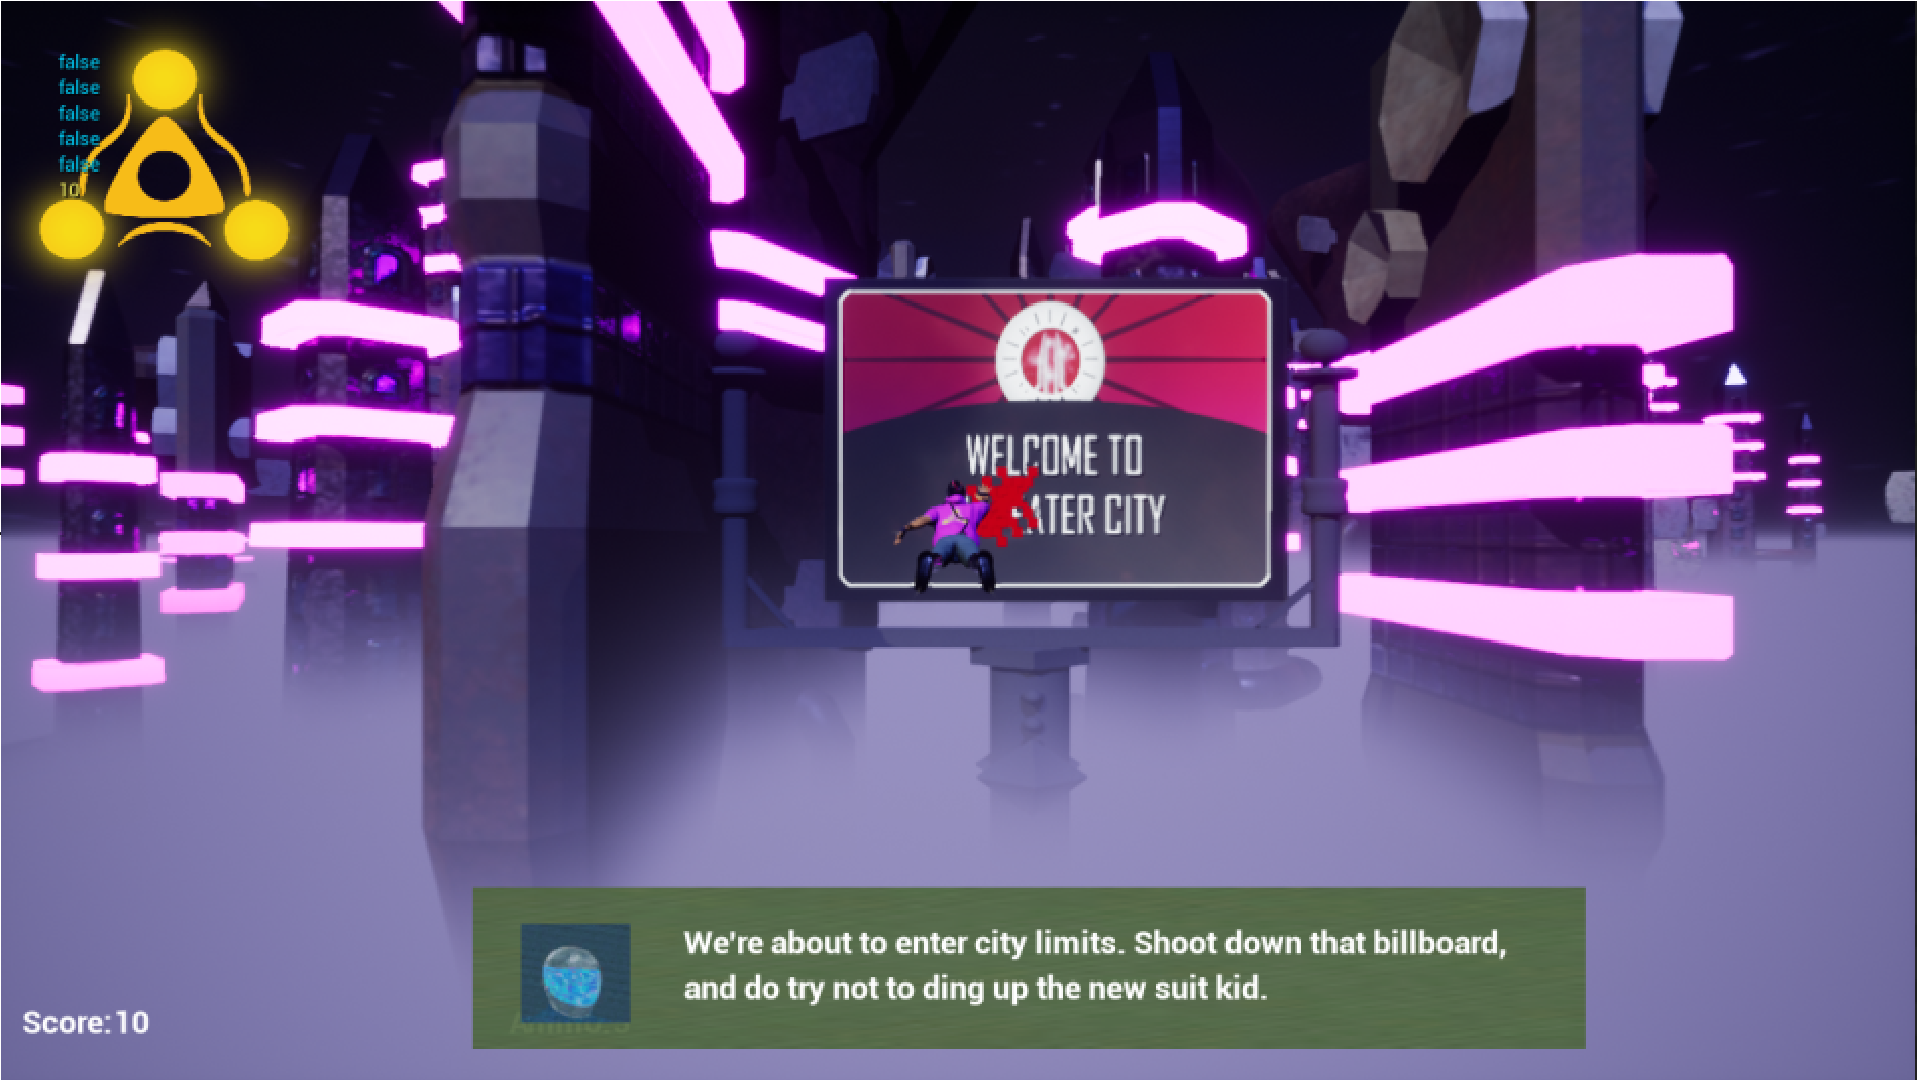 false
false
false
false
false
10
WELCOME TO
CITY
We're about to enter city limits. Shoot down that billboard,
and do try not to ding up the new suit kid.
Score:10